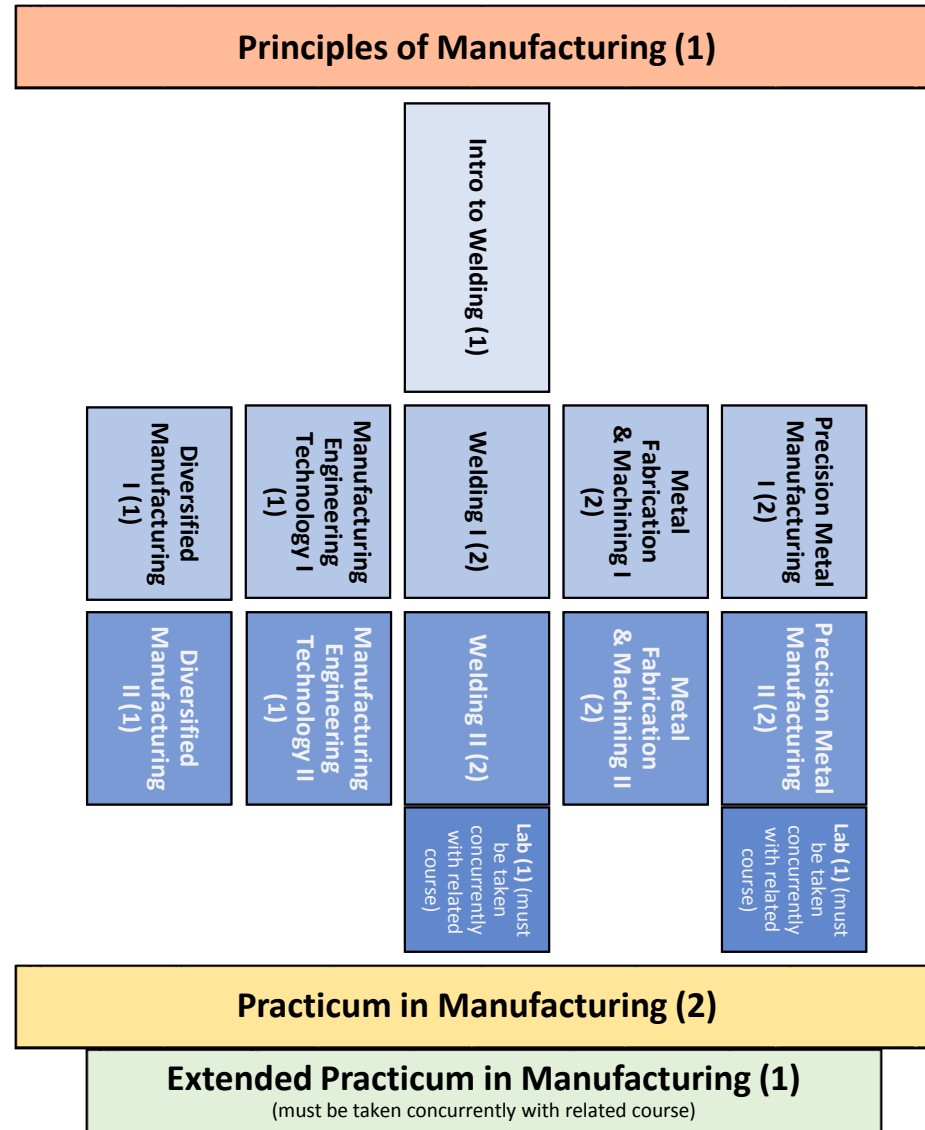 Principles of Manufacturing (1)
Intro to Welding (1)
Diversified
Manufacturing
I (1)
Manufacturing
Engineering
Technology I
(1)
Welding I (2)
Metal
Fabrication
& Machining I
(2)
Precision Metal
Manufacturing
I (2)
Diversified
Manufacturing
II (1)
Manufacturing
Engineering
Technology II
(1)
Welding II (2)
Metal
Fabrication
& Machining II
(2)
Precision Metal
Manufacturing
II (2)
Lab (1) (must
be taken
concurrently
with related
course)
Lab (1) (must
be taken
concurrently
with related
course)
Practicum in Manufacturing (2)
Extended Practicum in Manufacturing (1)
(must be taken concurrently with related course)